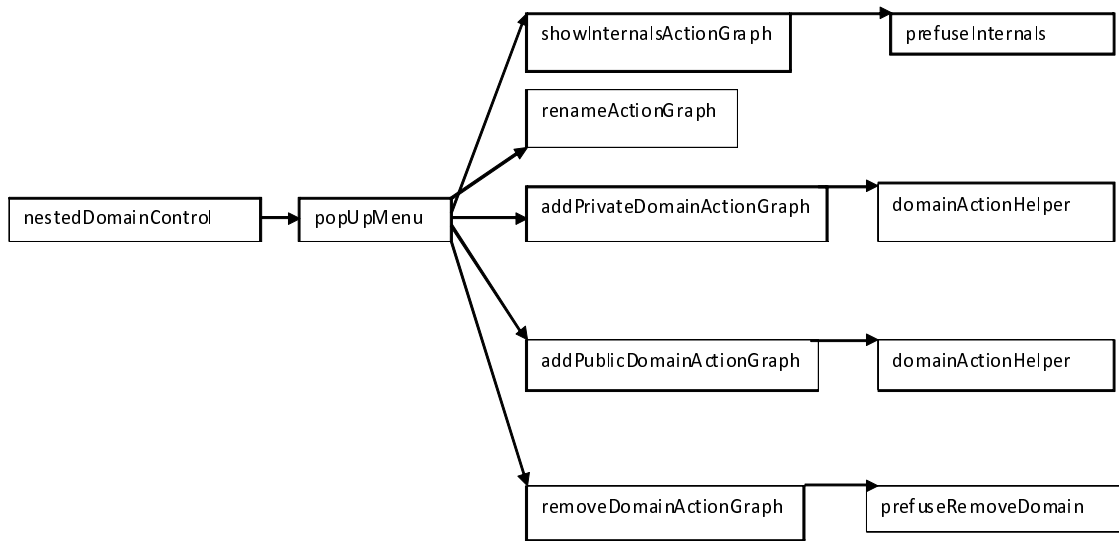 showInternalsActionGraph
prefuseInternals
renameActionGraph
addPrivateDomainActionGraph
domainActionHelper
nestedDomainControl
popUpMenu
addPublicDomainActionGraph
domainActionHelper
removeDomainActionGraph
prefuseRemoveDomain